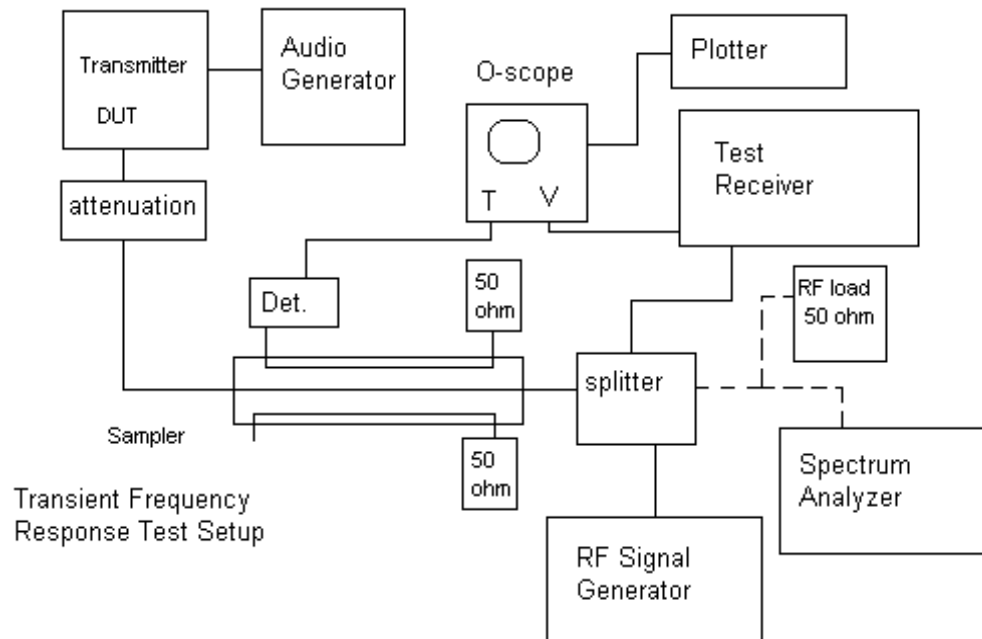 Transmitter
DUT
Audio
Generator
O-scope
Plotter
T V
Test
Receiver
attenuation
Det.
50
ohm
RF load
50 ohm
splitter
Sampler
50
ohm
Spectrum
Analyzer
Transient Frequency
Response Test Setup
RF Signal
Generator